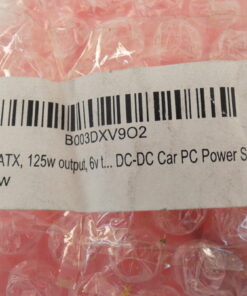 B003DXV9O2
ATX, 125w output, 6v t... DC-DC Car PC Power S
w